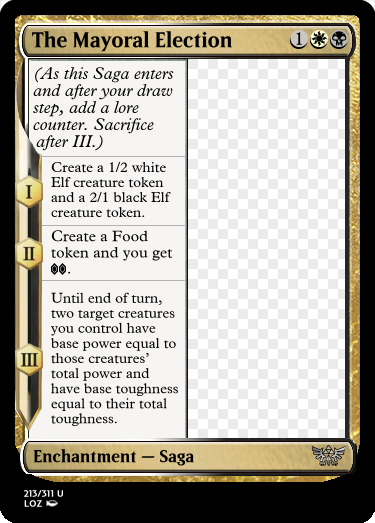 The Mayoral Election 1
(As this Saga enters
and after your draw
step, add a lore
counter. Sacrifice
after III.)
I
Create a 1/2 white
Elf creature token
and a 2/1 black Elf
creature token.
II
Create a Food
token and you get
.
III
Until end of turn,
two target creatures
you control have
base power equal to
those creatures’
total power and
have base toughness
equal to their total
toughness.
Enchantment — Saga
213/311 U
LOZ